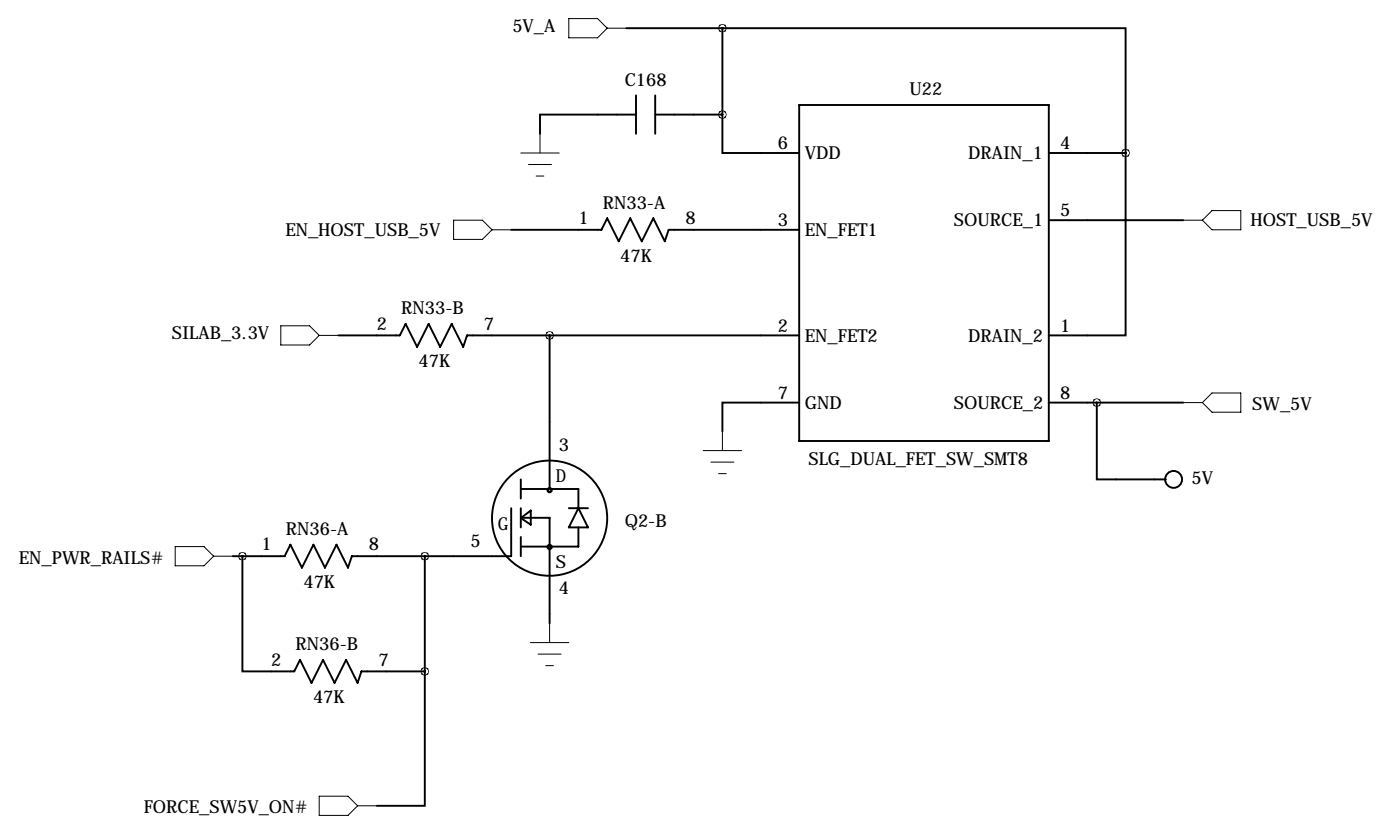 5V_A
C168
U22
6
VDD
DRAIN_1
4
RN33-A
EN_HOST_USB_5V
1
8
3
EN_FET1
SOURCE_1
5
HOST_USB_5V
47K
RN33-B
SILAB_3.3V
2
7
2
EN_FET2
DRAIN_2
1
47K
7
GND
SOURCE_2
8
SW_5V
SLG_DUAL_FET_SW_SMT8
3
5V
D
G
Q2-B
RN36-A
EN_PWR_RAILS#
1
8
5
S
47K
4
RN36-B
2
7
47K
FORCE_SW5V_ON#